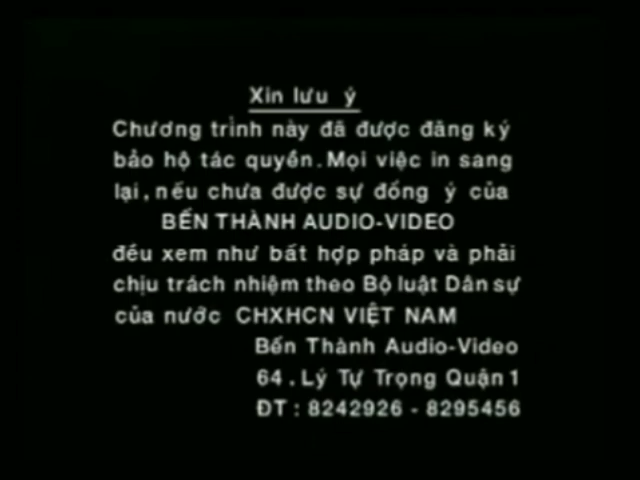 Xin lưu ý
Chương trình này đã được đăng ký
bảo hộ tác quyền. Mọi việc in sang
lại, nếu chưa được sự đồng ý của
BẾN THÀNH AUDIO-VIDEO
đều xem như bất hợp pháp và phải
chịu trách nhiệm theo Bộ luật Dân sự
của nước CHXHCN VIỆT NAM
Bến Thành Audio-Video
64. Lý Tự Trọng Quận 1
ĐT : 8242926 - 8295456